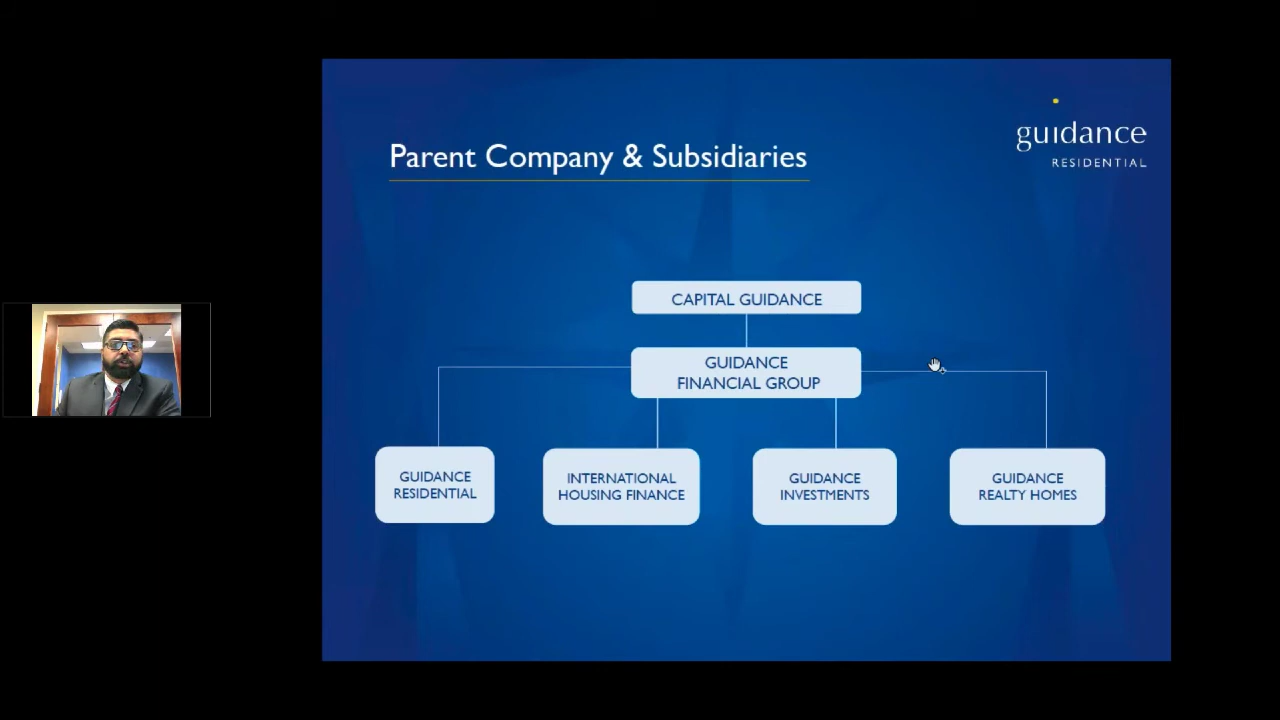 guidance
RESIDENTIAL
Parent Company & Subsidiaries
CAPITAL GUIDANCE
GUIDANCE
FINANCIAL GROUP
GUIDANCE
RESIDENTIAL
INTERNATIONAL
HOUSING FINANCE
GUIDANCE
INVESTMENTS
GUIDANCE
REALTY HOMES